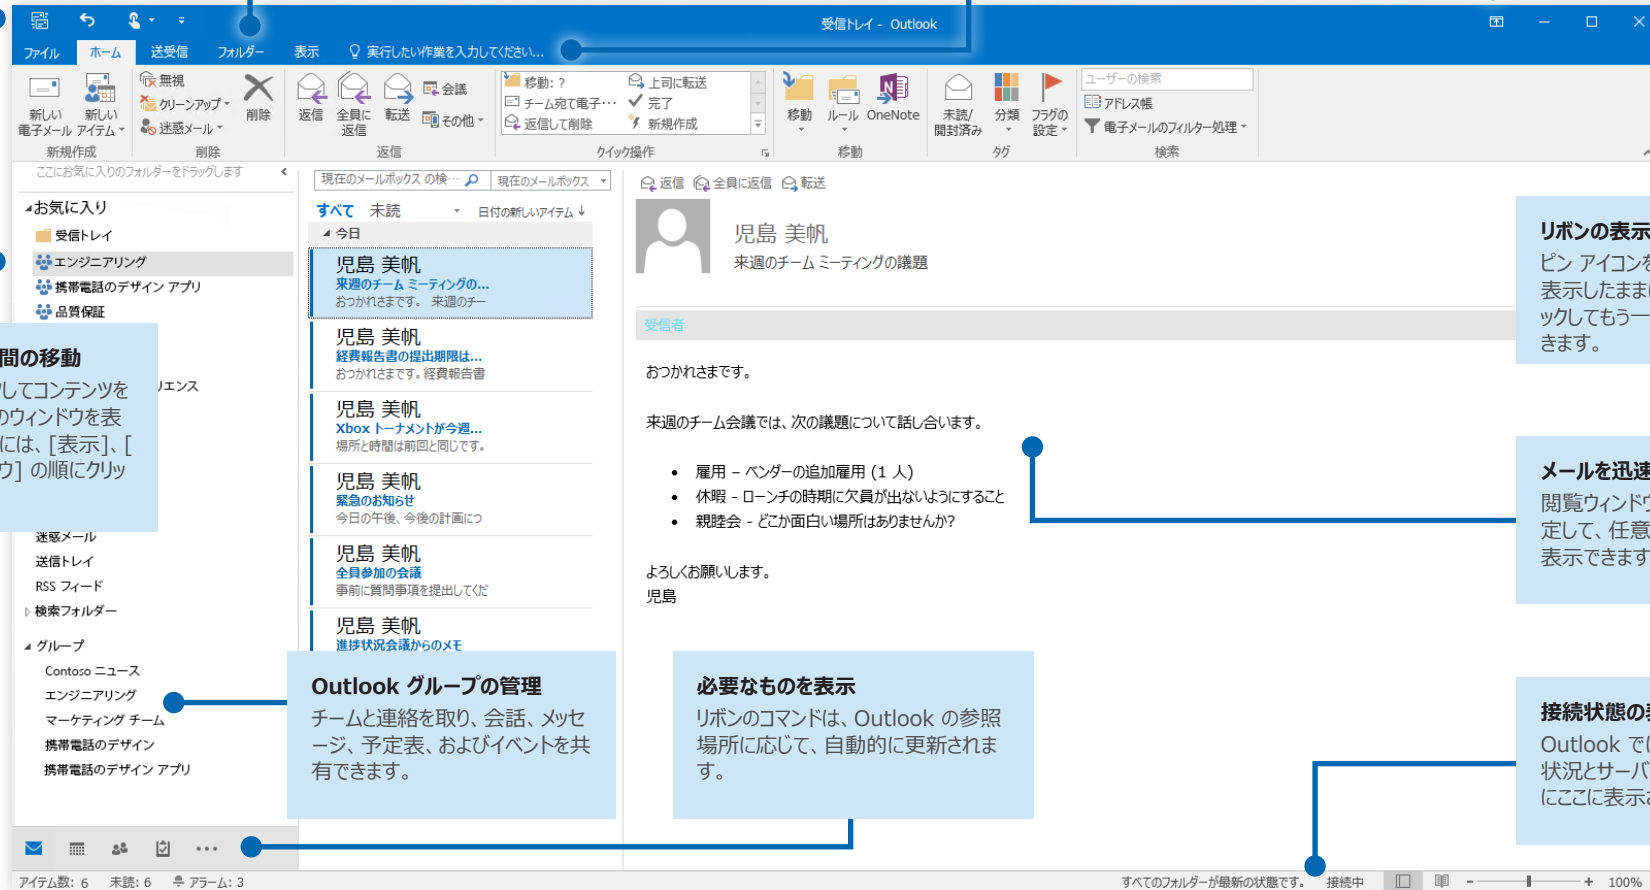 受信トレイ - Outlook
ファイル ホーム 送受信 フォルダー 表示 実行したい作業を入力してください...
新しい
電子メール
新しい
アイテム
新規作成
無視
クリーンアップ
迷惑メール
削除
削除
返信
全員に
返信
転送
会議
その他
返信
移動: ?
チーム宛て電子…
返信して削除
上司に転送
完了
新規作成
クイック操作
移動
ルール
OneNote
移動
未読/
開封済み
分類
フラグの
設定
タグ
ユーザーの検索
アドレス帳
電子メールのフィルター処理
検索
ここにお気に入りのフォルダーをドラッグします
お気に入り
受信トレイ
エンジニアリング
携帯電話のデザイン アプリ
品質保証
間の移動
してコンテンツを
のウィンドウを表
には、[表示]、[
ウ] の順にクリッ
リエンス
迷惑メール
送信トレイ
RSS フィード
検索フォルダー
グループ
Contoso ニュース
エンジニアリング
マーケティング チーム
携帯電話のデザイン
携帯電話のデザイン アプリ
現在のメールボックス の検… 現在のメールボックス
すべて 未読 日付の新しいアイテム ↓
今日
児島 美帆
来週のチーム ミーティングの...
おつかれさまです。 来週のチー
児島 美帆
経費報告書の提出期限は...
おつかれさまです。経費報告書
児島 美帆
Xbox トーナメントが今週...
場所と時間は前回と同じです。
児島 美帆
緊急のお知らせ
今日の午後、今後の計画につ
児島 美帆
全員参加の会議
事前に質問事項を提出してくだ
児島 美帆
進捗状況会議からのメモ
Outlook グループの管理
チームと連絡を取り、会話、メッセ
ージ、予定表、およびイベントを共
有できます。
返信 全員に返信 転送
児島 美帆
来週のチーム ミーティングの議題
受信者
おつかれさまです。
来週のチーム会議では、次の議題について話し合います。
• 雇用 – ベンダーの追加雇用 (1 人)
• 休暇 - ローンチの時期に欠員が出ないようにすること
• 親睦会 - どこか面白い場所はありませんか?
よろしくお願いします。
児島
必要なものを表示
リボンのコマンドは、Outlook の参照
場所に応じて、自動的に更新されま
す。
リボンの表示
ピン アイコンを
表示したまま
ックしてもう一
きます。
メールを迅速
閲覧ウィンドウ
定して、任意
表示できます
接続状態の
Outlook では
状況とサーバ
にここに表示
アイテム数: 6 未読: 6 アラーム: 3
すべてのフォルダーが最新の状態です。 接続中 - + 100%